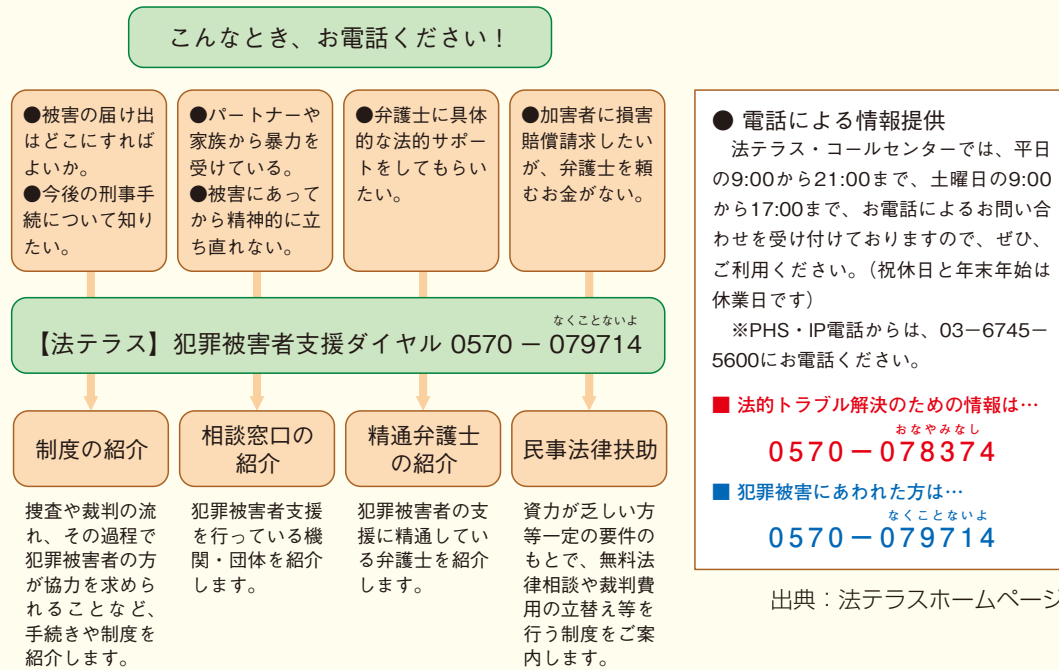 こんなとき、お電話ください！
●被害の届け出
はどこにすれば
よいか。
●今後の刑事手
続について知り
たい。
●パートナーや
家族から暴力を
受けている。
●被害にあって
から精神的に立
ち直れない。
●弁護士に具体
的な法的サポー
トをしてもらい
たい。
●加害者に損害
賠償請求したい
が、弁護士を頼
むお金がない。
なくことないよ
【法テラス】犯罪被害者支援ダイヤル 0570 － 079714
制度の紹介
捜査や裁判の流
れ、その過程で
犯罪被害者の方
が協力を求めら
れることなど、
手続きや制度を
紹介します。
相談窓口の
紹介
犯罪被害者支援
を行っている機
関・団体を紹介
します。
精通弁護士
の紹介
犯罪被害者の支
援に精通してい
る弁護士を紹介
します。
民事法律扶助
資力が乏しい方
等一定の要件の
もとで、無料法
律相談や裁判費
用の立替え等を
行う制度をご案
内します。
● 電話による情報提供
法テラス・コールセンターでは、平日
の9:00から21:00まで、土曜日の9:00
から17:00まで、お電話によるお問い合
わせを受け付けておりますので、ぜひ、
ご利用ください。（祝休日と年末年始は
休業日です）
※PHS・IP電話からは、03－6745－
5600にお電話ください。
■ 法的トラブル解決のための情報は…
おなやみなし
0570－078374
■ 犯罪被害にあわれた方は…
なくことないよ
0570－079714
出典：法テラスホームページ